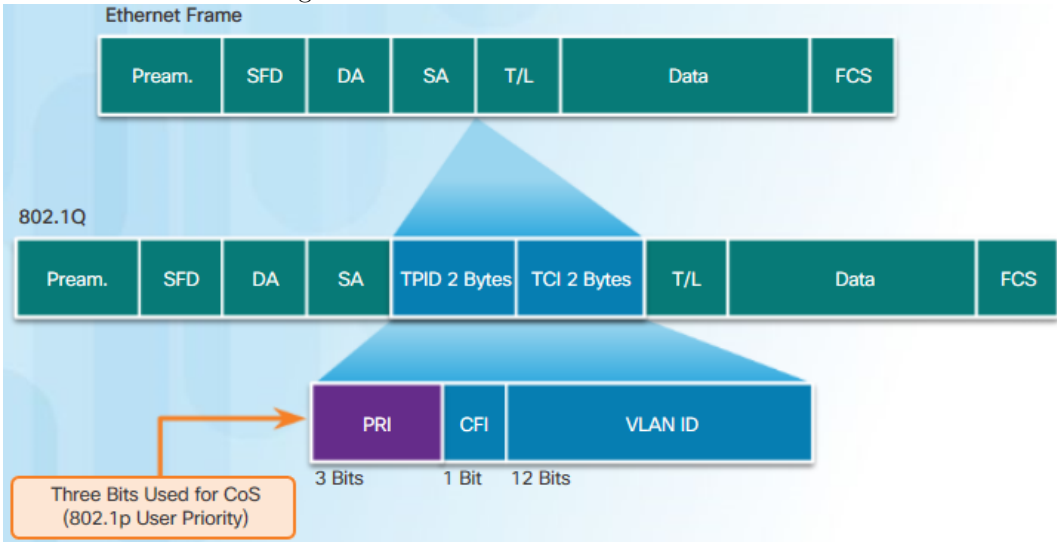 Ethernet Frame
Pream. SFD DA SA T/L Data FCS
802.1Q
Pream. SFD DA SA TPID 2 Bytes TCI 2 Bytes T/L Data FCS
PRI CFI VLAN ID
3 Bits 1 Bit 12 Bits
Three Bits Used for CoS
(802.1p User Priority)